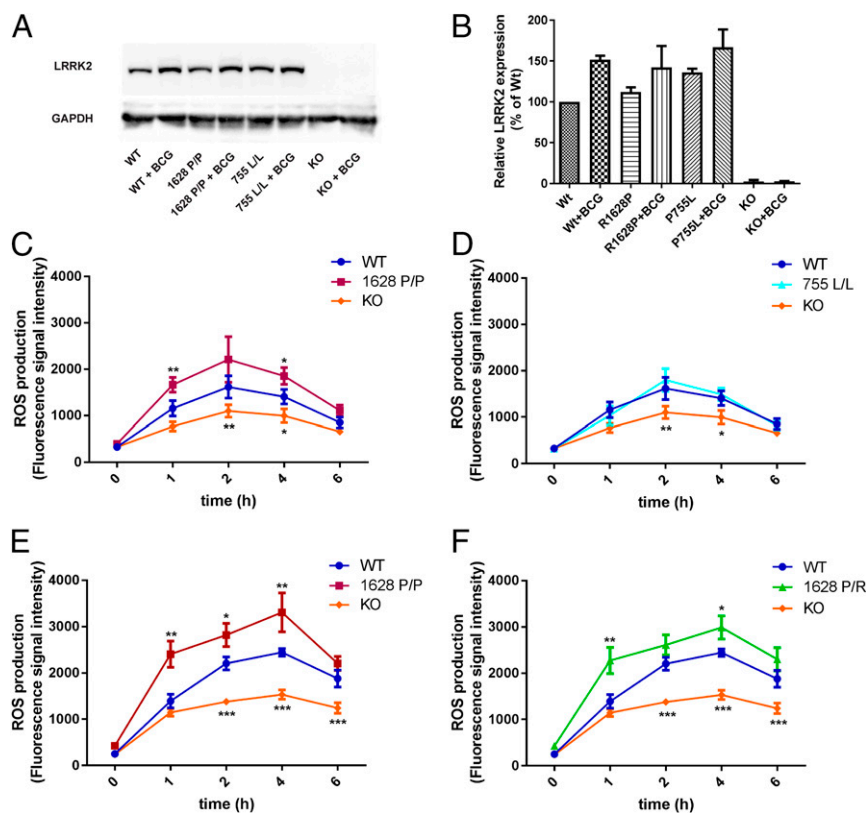 A
LRRK2
GAPDH
WT
WT + BCG
1628 P/P
1628 P/P + BCG
755 L/L
755 L/L + BCG
KO
KO + BCG
B
Relative LRRK2 expression
(% of Wt)
200
150
100
50
0
Wt
Wt+BCG
R1628P
R1628P+BCG
P755L
P755L+BCG
KO
KO+BCG
C
WT
1628 P/P
KO
ROS production
(Fluorescence signal intensity)
4000
3000
2000
1000
0
** *
** *
0 1 2 4 6
time (h)
D
WT
755 L/L
KO
ROS production
(Fluorescence signal intensity)
4000
3000
2000
1000
0
** *
0 1 2 4 6
time (h)
E
WT
1628 P/P
KO
ROS production
(Fluorescence signal intensity)
4000
3000
2000
1000
0
** * **
*** *** ***
0 1 2 4 6
time (h)
F
WT
1628 P/R
KO
ROS production
(Fluorescence signal intensity)
4000
3000
2000
1000
0
** *
*** *** ***
0 1 2 4 6
time (h)